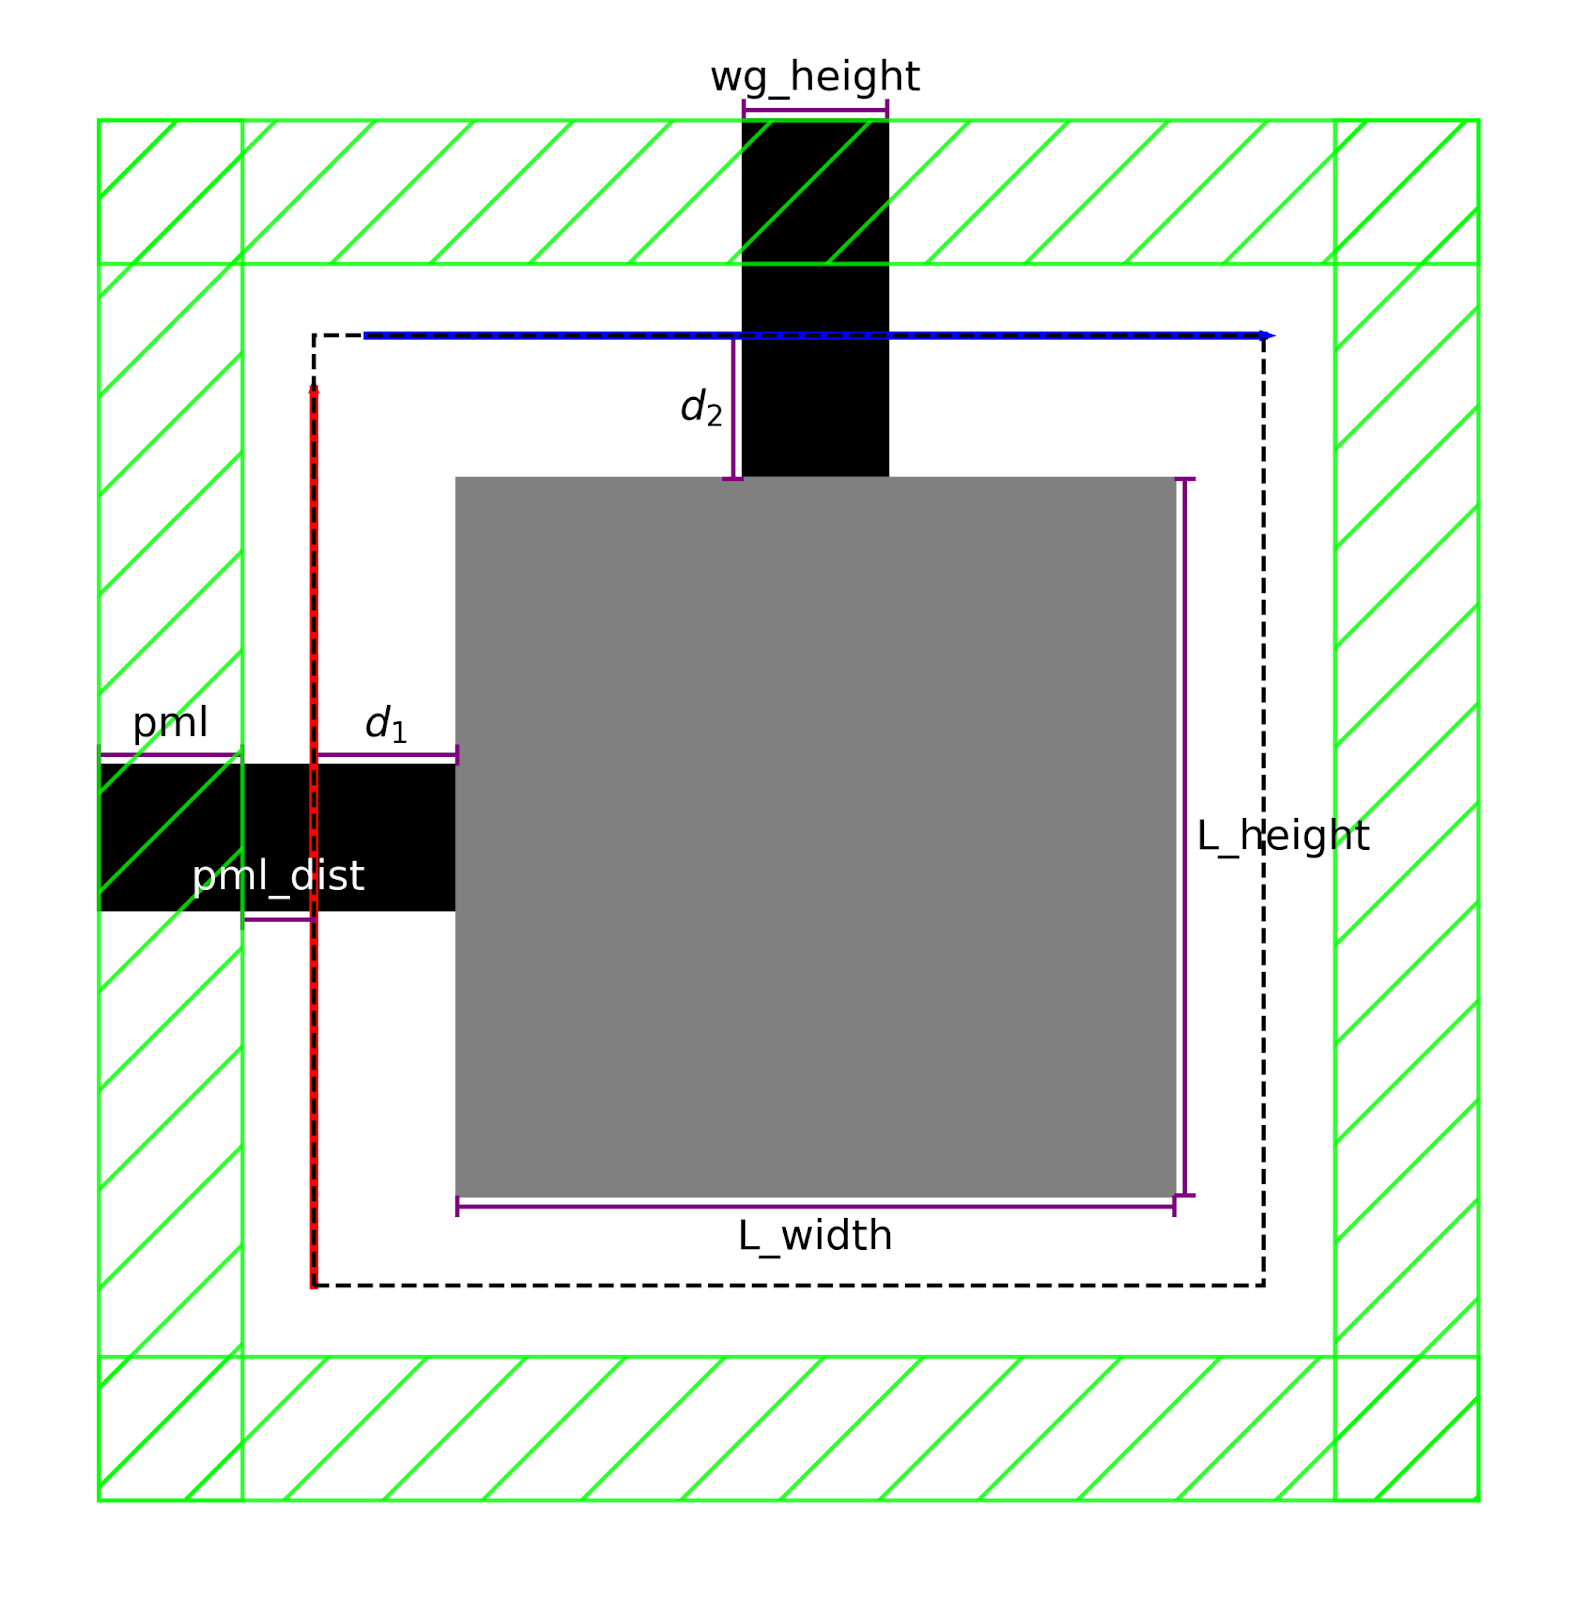 wg_height
d₂
pml
d₁
pml_dist
L_height
L_width